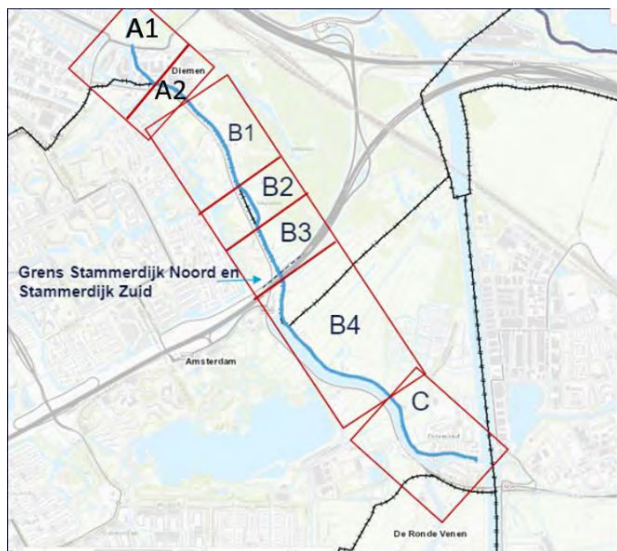 A1
Diemen
A2
B1
B2
B3
Grens Stammerdijk Noord en
Stammerdijk Zuid
B4
Amsterdam
C
De Ronde Venen